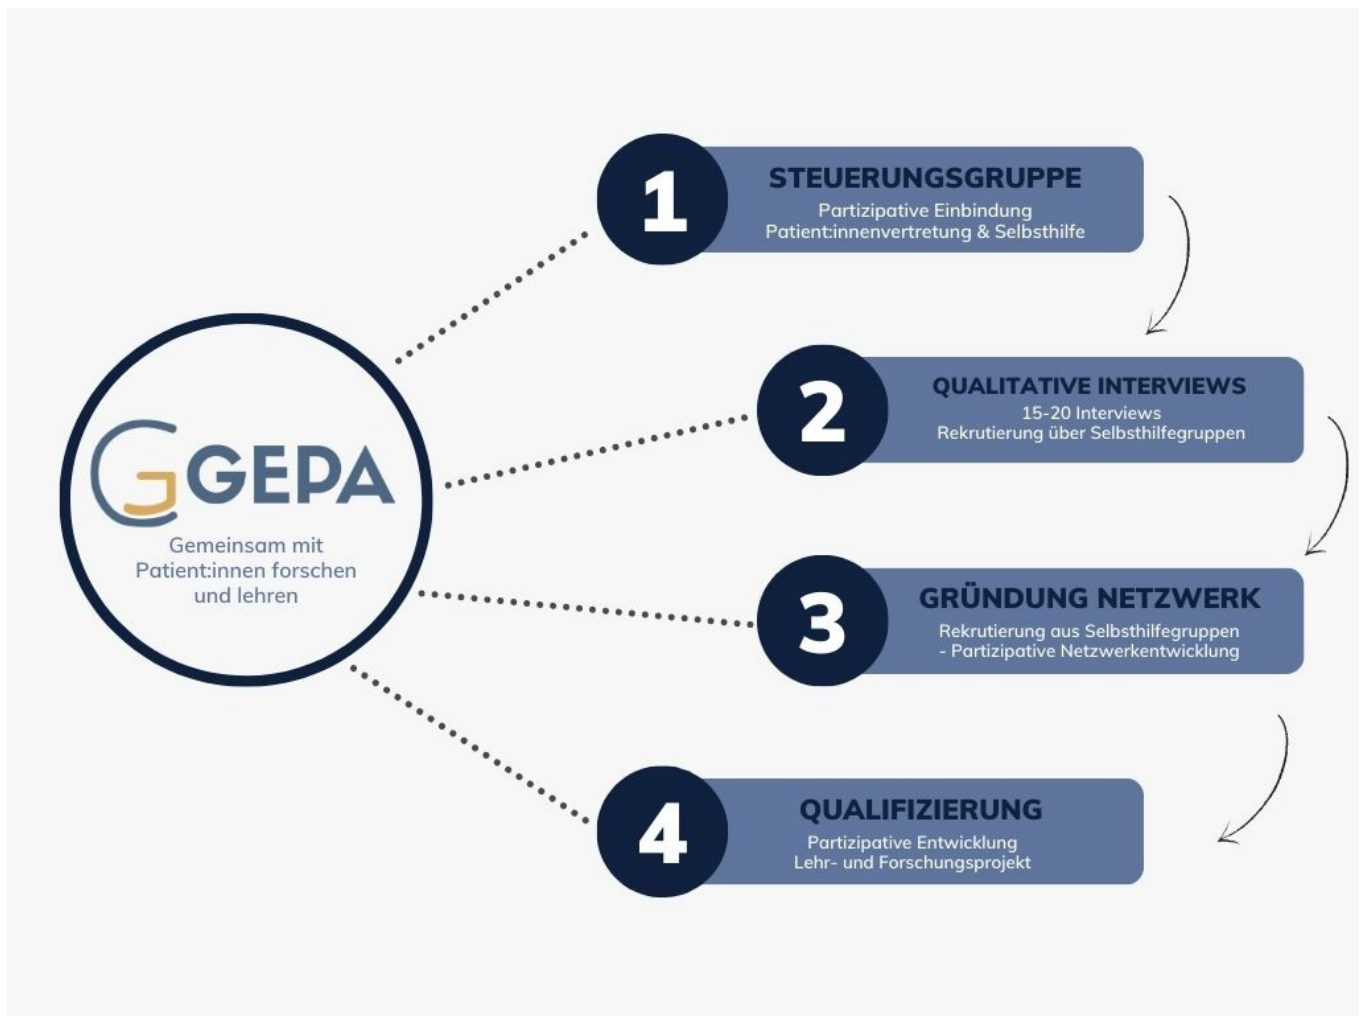 GEPA
Gemeinsam mit
Patient:innen forschen
und lehren
1
STEUERUNGSGRUPPE
Partizipative Einbindung
Patient:innenvertretung & Selbsthilfe
2
QUALITATIVE INTERVIEWS
15-20 Interviews
Rekrutierung über Selbsthilfegruppen
3
GRÜNDUNG NETZWERK
Rekrutierung aus Selbsthilfegruppen
- Partizipative Netzwerkentwicklung
4
QUALIFIZIERUNG
Partizipative Entwicklung
Lehr- und Forschungsprojekt